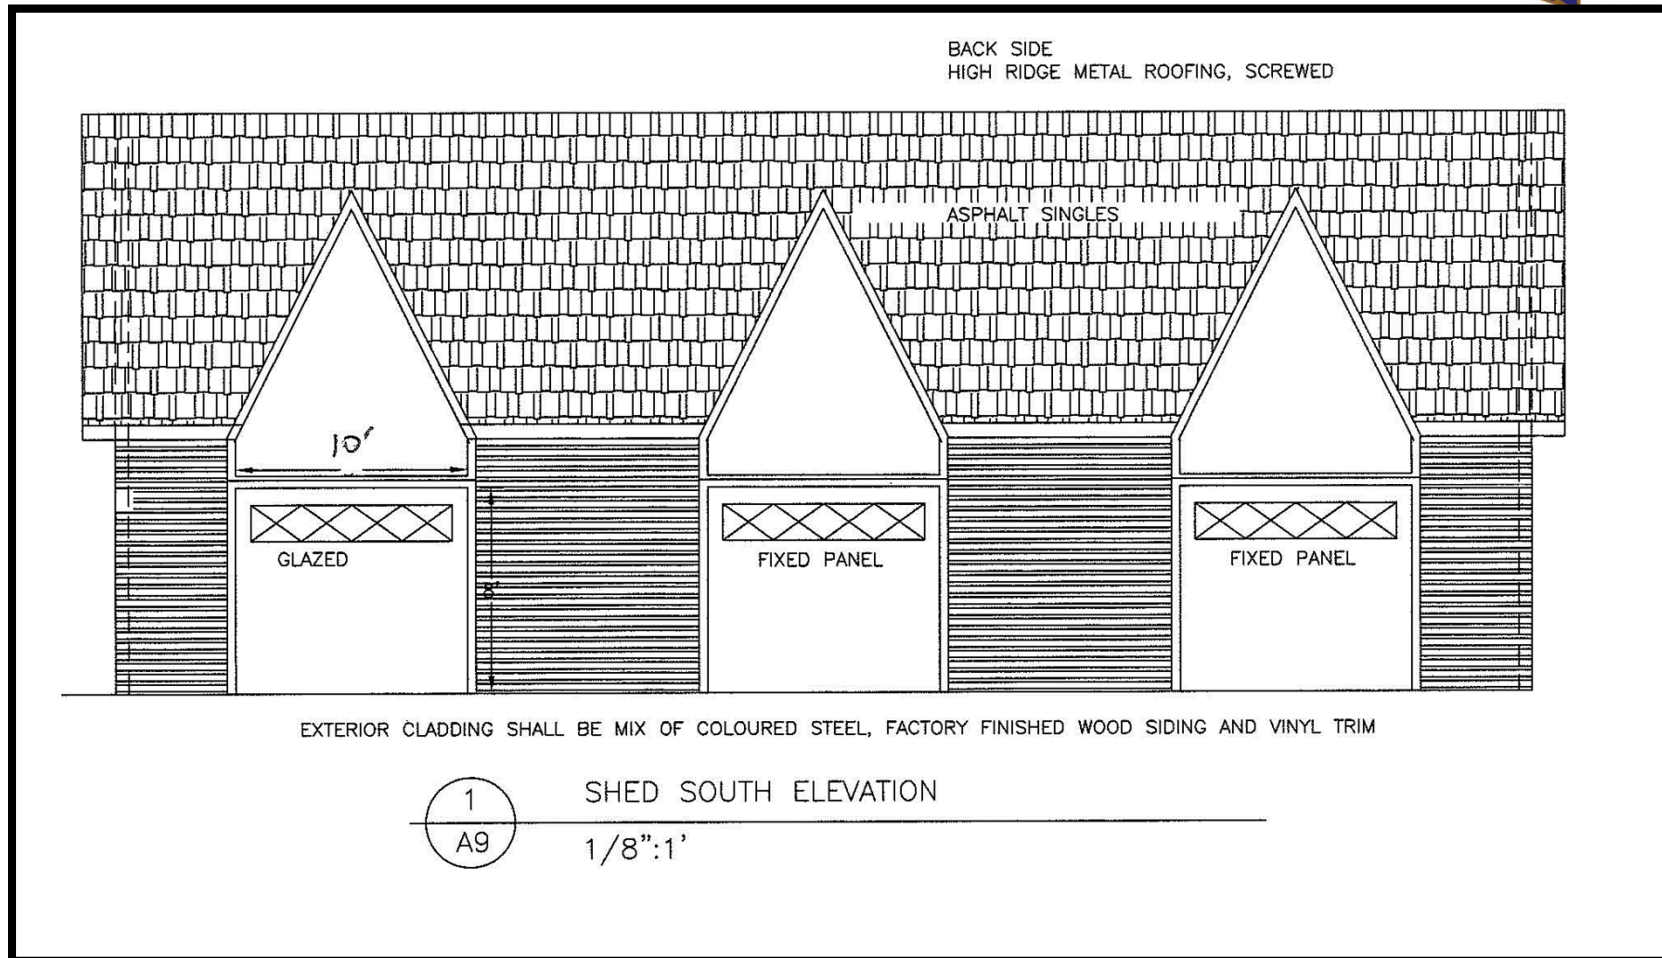 BACK SIDE
HIGH RIDGE METAL ROOFING, SCREWED
ASPHALT SINGLES
10'
GLAZED
8'
FIXED PANEL
FIXED PANEL
EXTERIOR CLADDING SHALL BE MIX OF COLOURED STEEL, FACTORY FINISHED WOOD SIDING AND VINYL TRIM
1
A9
SHED SOUTH ELEVATION
1/8":1'